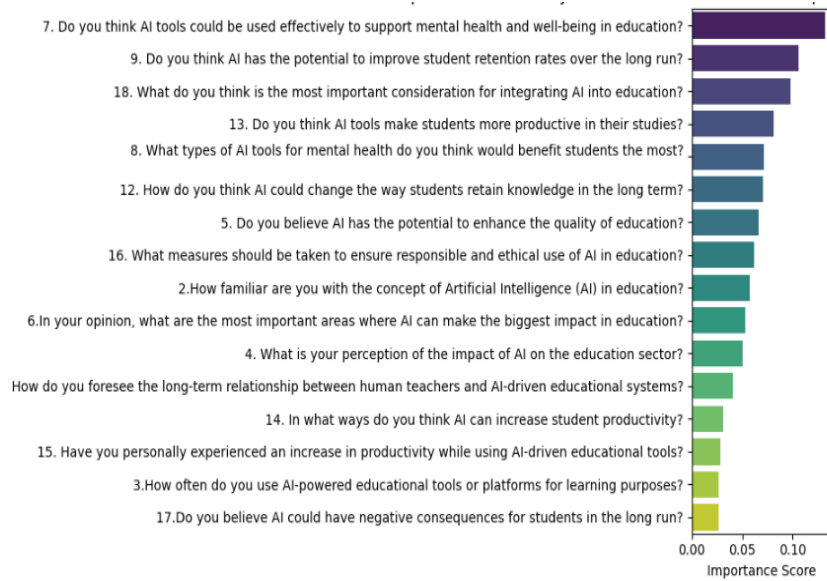 7. Do you think AI tools could be used effectively to support mental health and well-being in education?
9. Do you think AI has the potential to improve student retention rates over the long run?
18. What do you think is the most important consideration for integrating AI into education?
13. Do you think AI tools make students more productive in their studies?
8. What types of AI tools for mental health do you think would benefit students the most?
12. How do you think AI could change the way students retain knowledge in the long term?
5. Do you believe AI has the potential to enhance the quality of education?
16. What measures should be taken to ensure responsible and ethical use of AI in education?
2.How familiar are you with the concept of Artificial Intelligence (AI) in education?
6.In your opinion, what are the most important areas where AI can make the biggest impact in education?
4. What is your perception of the impact of AI on the education sector?
How do you foresee the long-term relationship between human teachers and AI-driven educational systems?
14. In what ways do you think AI can increase student productivity?
15. Have you personally experienced an increase in productivity while using AI-driven educational tools?
3.How often do you use AI-powered educational tools or platforms for learning purposes?
17.Do you believe AI could have negative consequences for students in the long run?
0.00 0.05 0.10
Importance Score